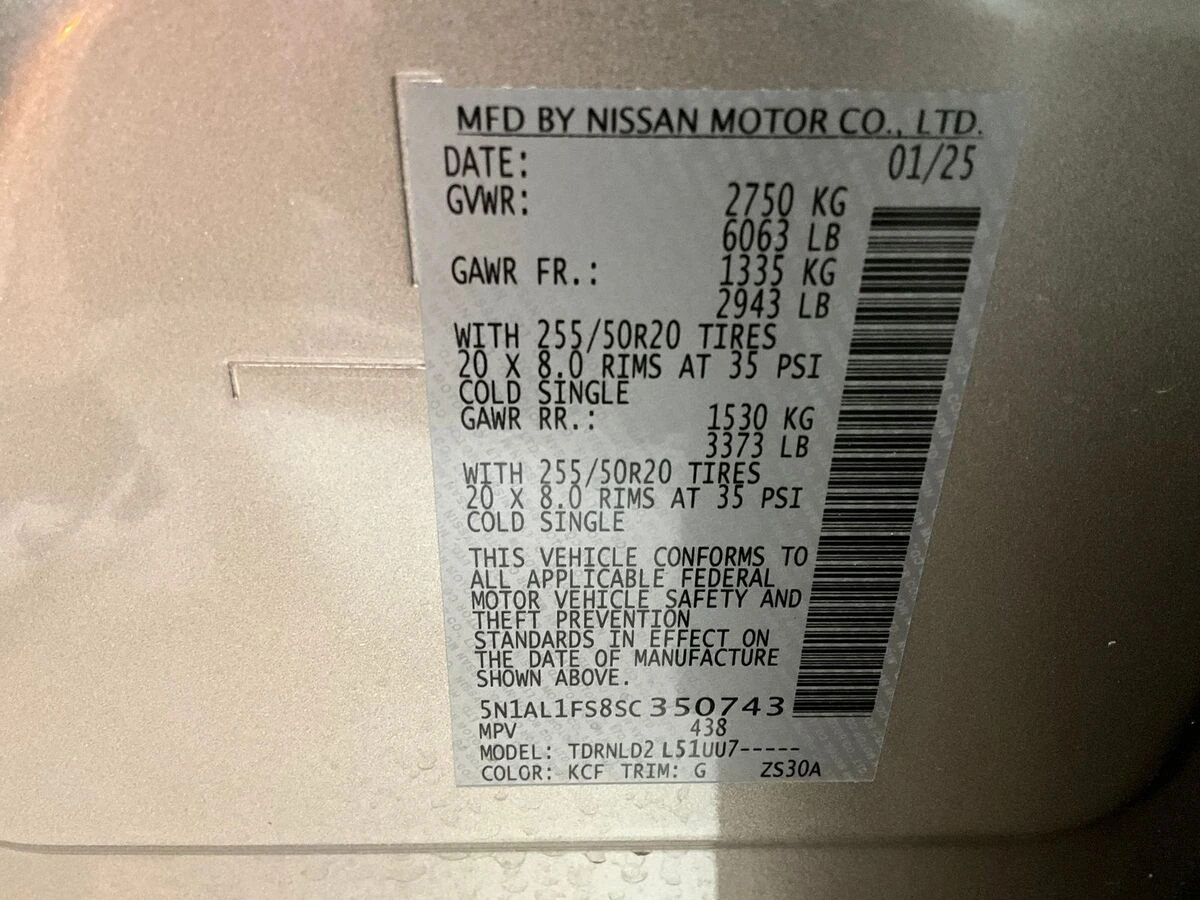 MFD BY NISSAN MOTOR CO., LTD.
DATE: 01/25
GVWR: 2750 KG
6063 LB
GAWR FR.: 1335 KG
2943 LB
WITH 255/50R20 TIRES
20 X 8.0 RIMS AT 35 PSI
COLD SINGLE
GAWR RR.: 1530 KG
3373 LB
WITH 255/50R20 TIRES
20 X 8.0 RIMS AT 35 PSI
COLD SINGLE
THIS VEHICLE CONFORMS TO
ALL APPLICABLE FEDERAL
MOTOR VEHICLE SAFETY AND
THEFT PREVENTION
STANDARDS IN EFFECT ON
THE DATE OF MANUFACTURE
SHOWN ABOVE.
5N1AL1FS8SC350743
MPV 438
MODEL: TDRNLD2 L51UU7-----
COLOR: KCF TRIM: G ZS30A